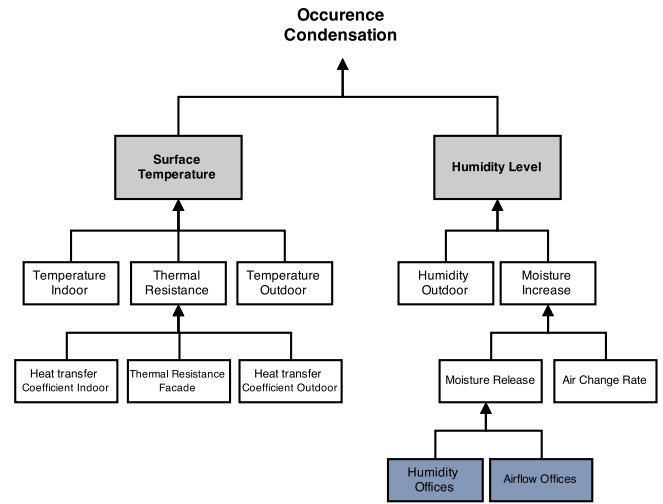 Occurence
Condensation
Surface
Temperature
Humidity Level
Temperature
Indoor
Thermal
Resistance
Temperature
Outdoor
Humidity
Outdoor
Moisture
Increase
Heat transfer
Coefficient Indoor
Thermal Resistance
Facade
Heat transfer
Coefficient Outdoor
Moisture Release
Air Change Rate
Humidity
Offices
Airflow Offices